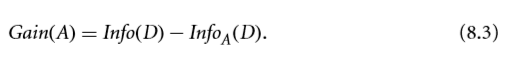 Gain(A) = Info(D) − Info_A(D). (8.3)